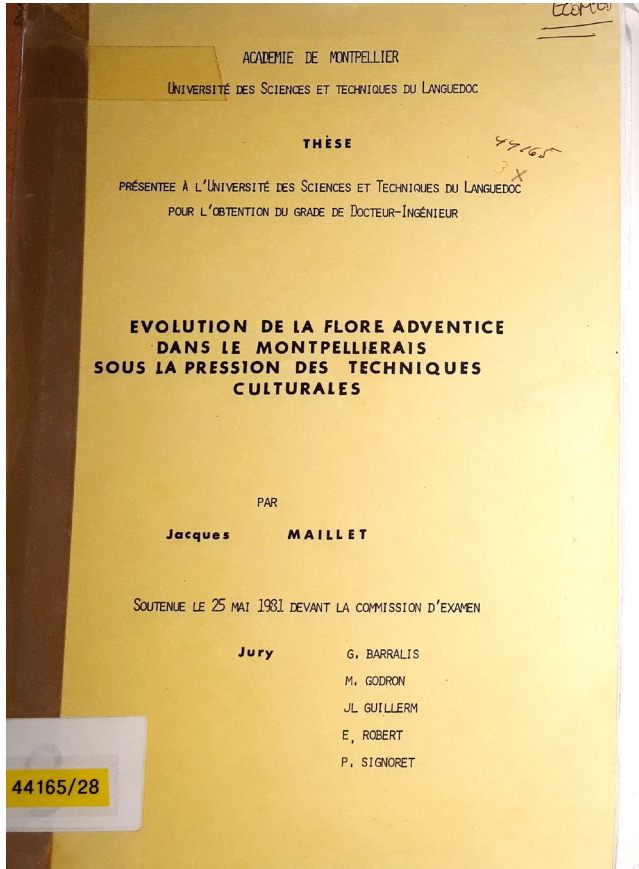 ECOMED
ACADEMIE DE MONTPELLIER
UNIVERSITÉ DES SCIENCES ET TECHNIQUES DU LANGUEDOC
THÈSE
44165
3 X
PRÉSENTEE À L'UNIVERSITÉ DES SCIENCES ET TECHNIQUES DU LANGUEDOC
POUR L'OBTENTION DU GRADE DE DOCTEUR-INGÉNIEUR
EVOLUTION DE LA FLORE ADVENTICE
DANS LE MONTPELLIERAIS
SOUS LA PRESSION DES TECHNIQUES
CULTURALES
PAR
Jacques MAILLET
SOUTENUE LE 25 MAI 1981 DEVANT LA COMMISSION D'EXAMEN
Jury G. BARRALIS
M. GODRON
JL GUILLERM
E, ROBERT
P. SIGNORET
44165/28